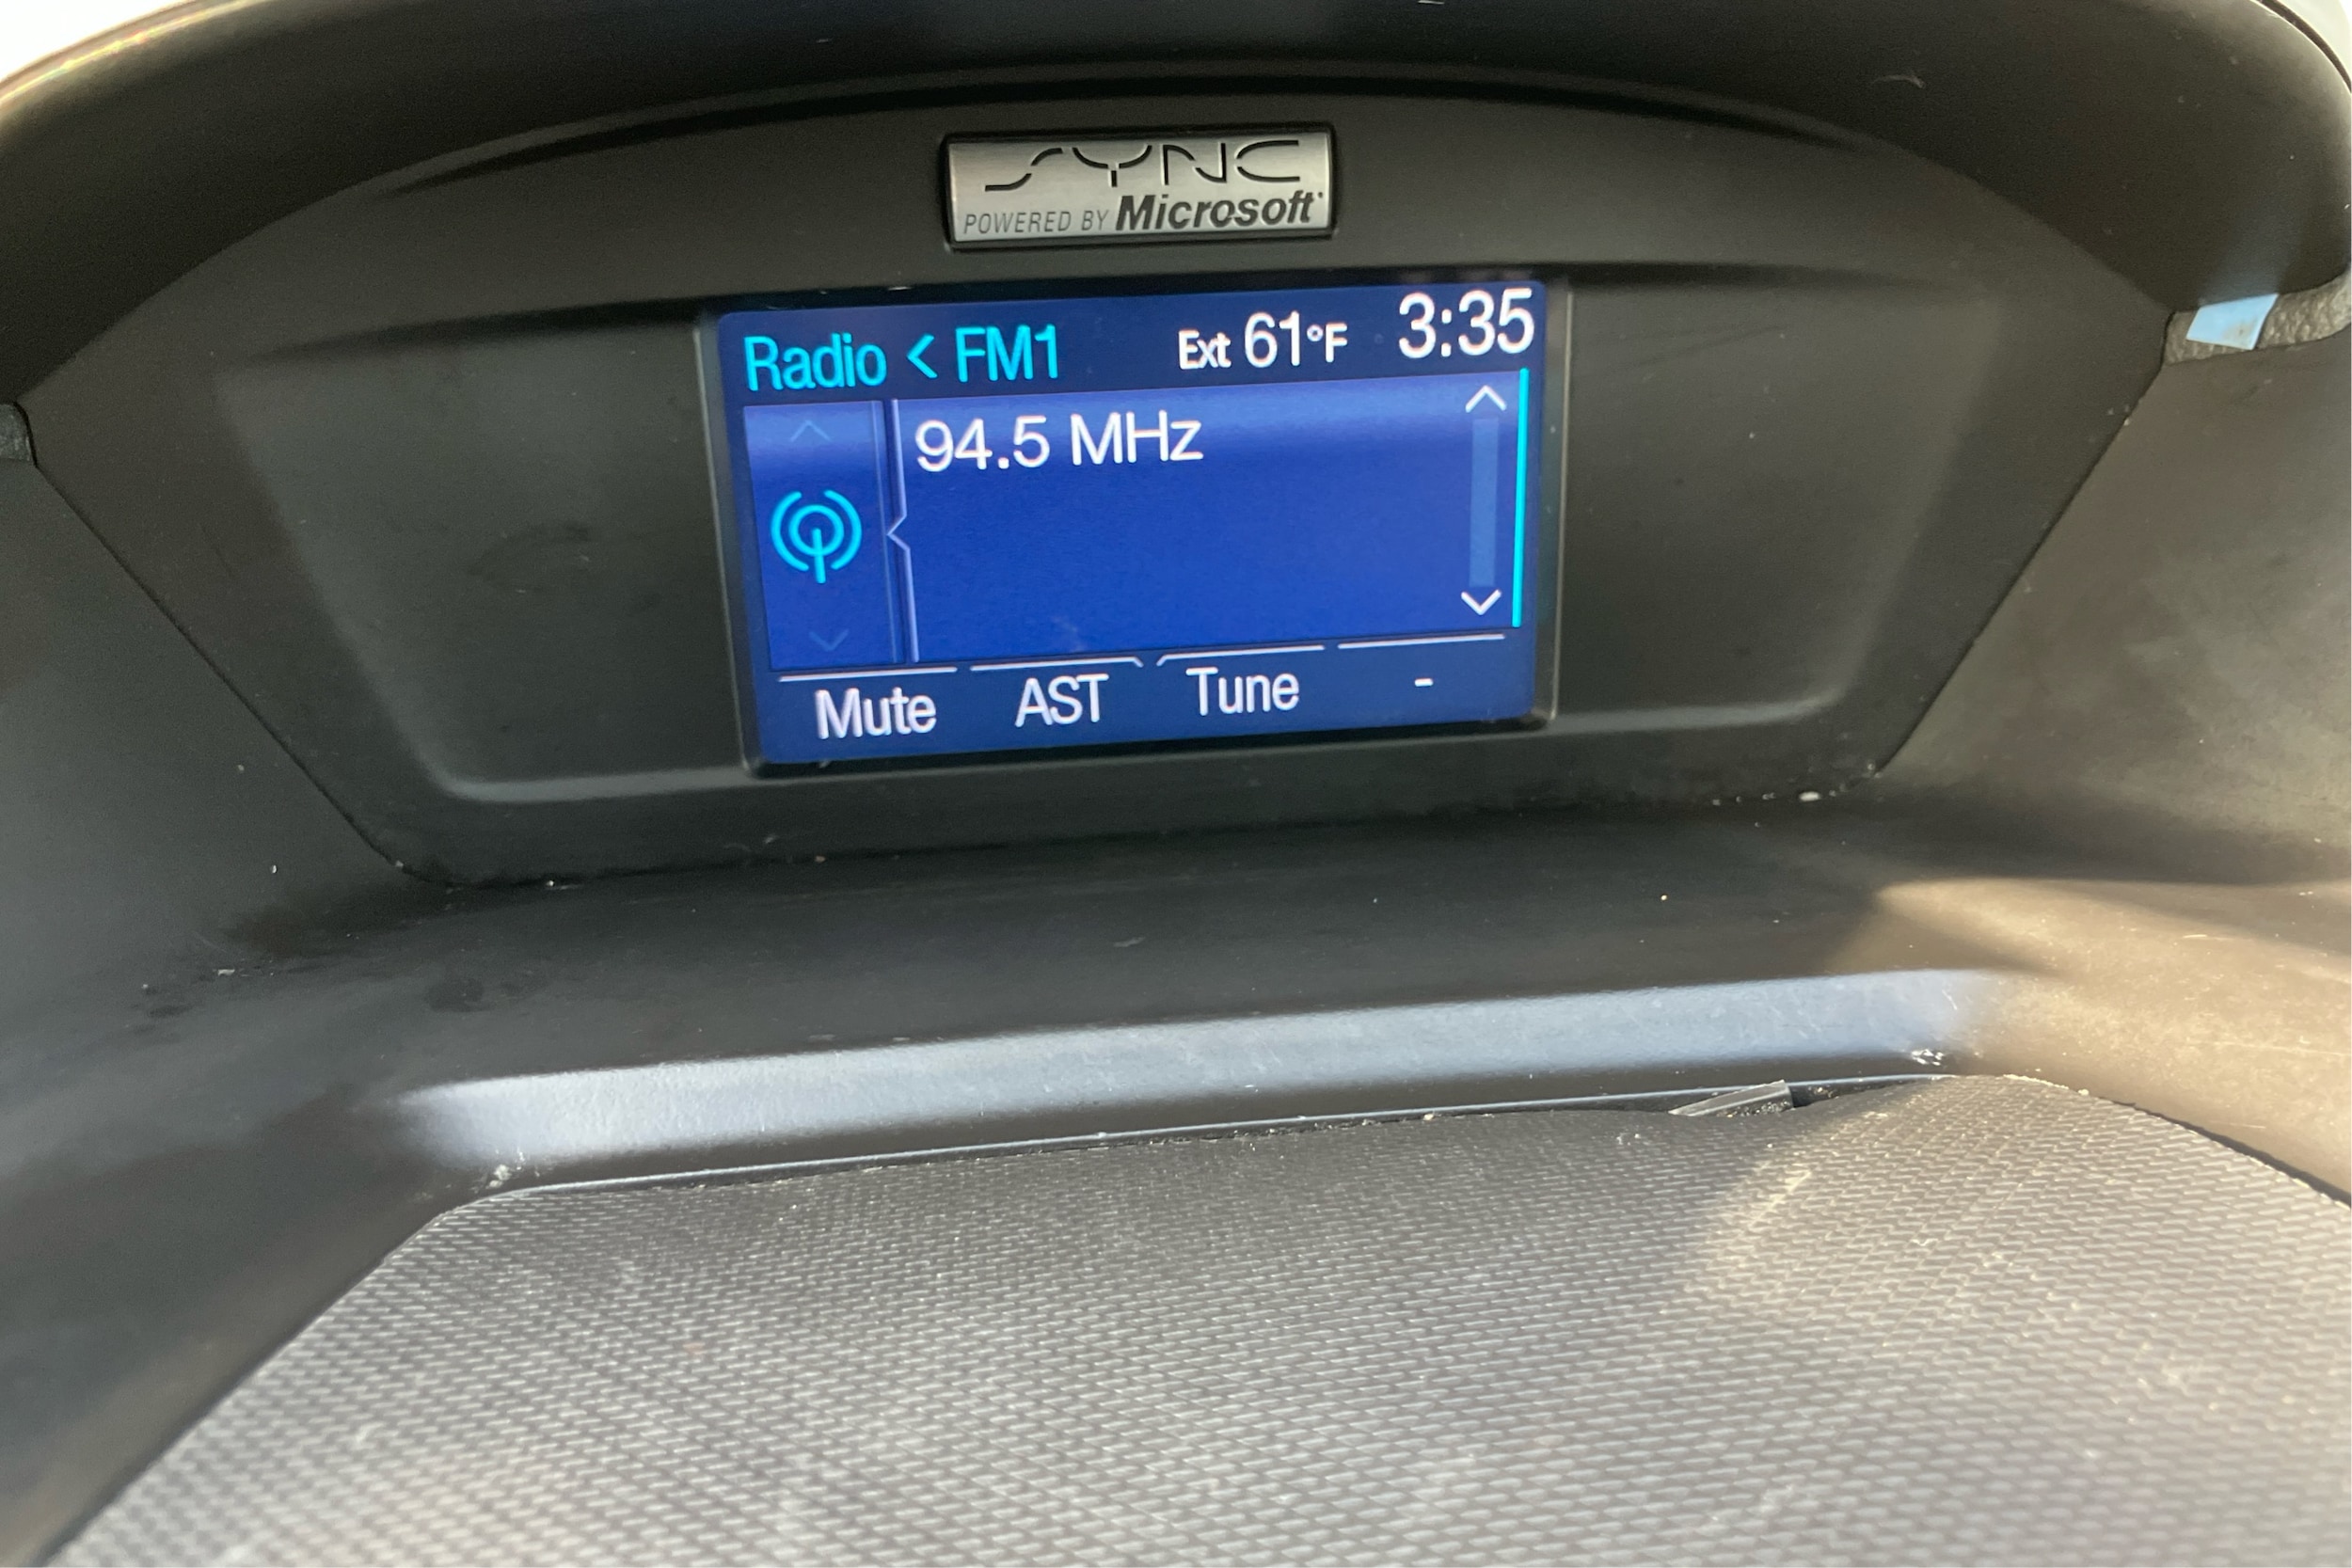 SYNC
POWERED BY Microsoft
Radio < FM1 Ext 61°F 3:35
94.5 MHz
Mute AST Tune -